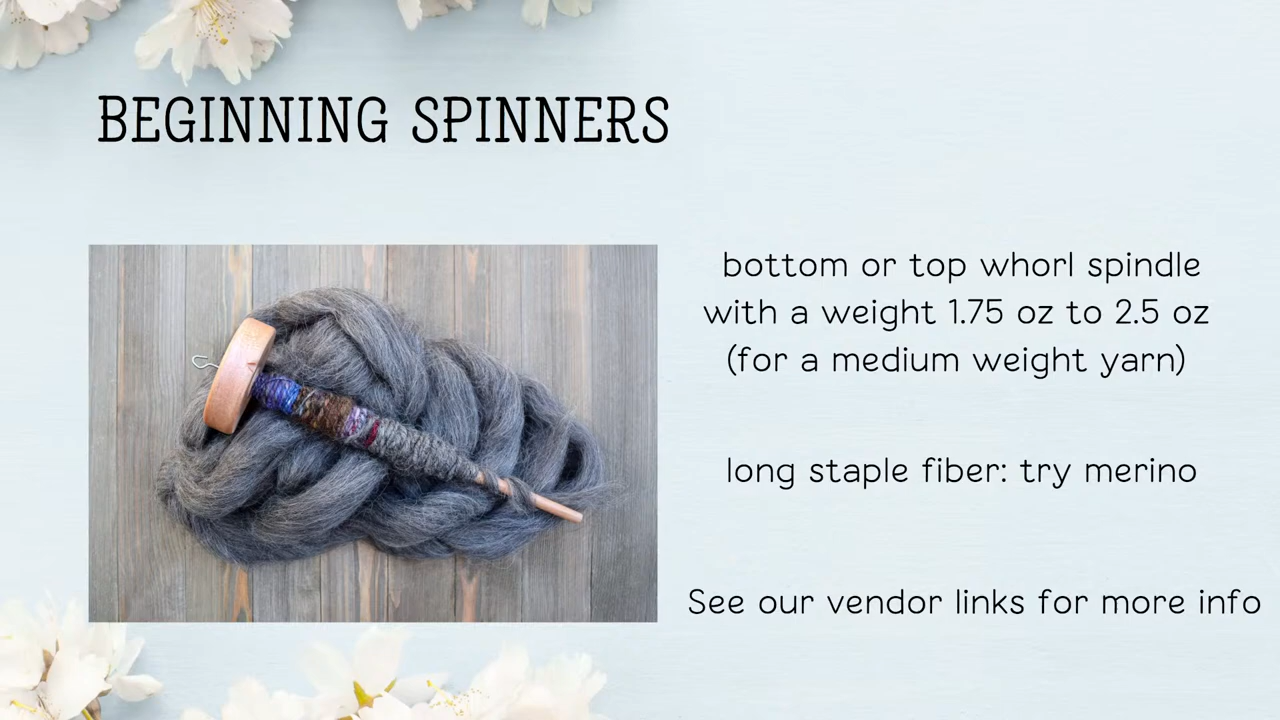 BEGINNING SPINNERS
bottom or top whorl spindle
with a weight 1.75 oz to 2.5 oz
(for a medium weight yarn)
long staple fiber: try merino
See our vendor links for more info